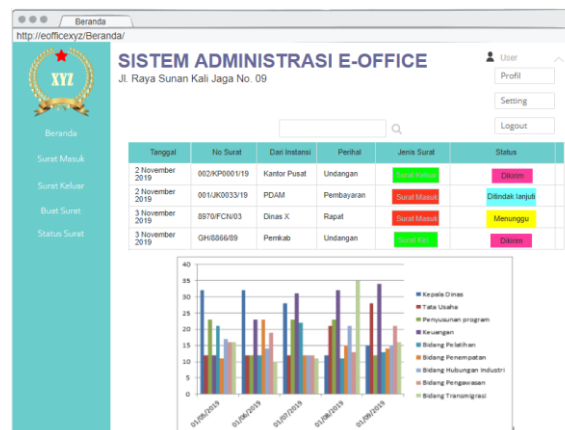 Beranda
http://eofficexyz/Beranda/
XYZ
SISTEM ADMINISTRASI E-OFFICE
Jl. Raya Sunan Kali Jaga No. 09
User
Profil
Setting
Logout
Beranda
Surat Masuk
Surat Keluar
Buat Surat
Status Surat
Tanggal No Surat Dari Instansi Perihal Jenis Surat Status
2 November 2019 002/KP0001/19 Kantor Pusat Undangan Surat Keluar Dikirim
2 November 2019 001/JK0033/19 PDAM Pembayaran Surat Masuk Ditindak lanjuti
3 November 2019 8970/FCN/03 Dinas X Rapat Surat Masuk Menunggu
3 November 2019 GH/8866/89 Pemkab Undangan Surat Dikirim
40
35
30
25
20
15
10
5
0
01/05/2019 01/06/2019 01/07/2019 01/08/2019 01/09/2019
Kepala Dinas
Tata Usaha
Penyusunan program
Keuangan
Bidang Pelatihan
Bidang Penempatan
Bidang Hubungan Industri
Bidang Pengawasan
Bidang Transmigrasi